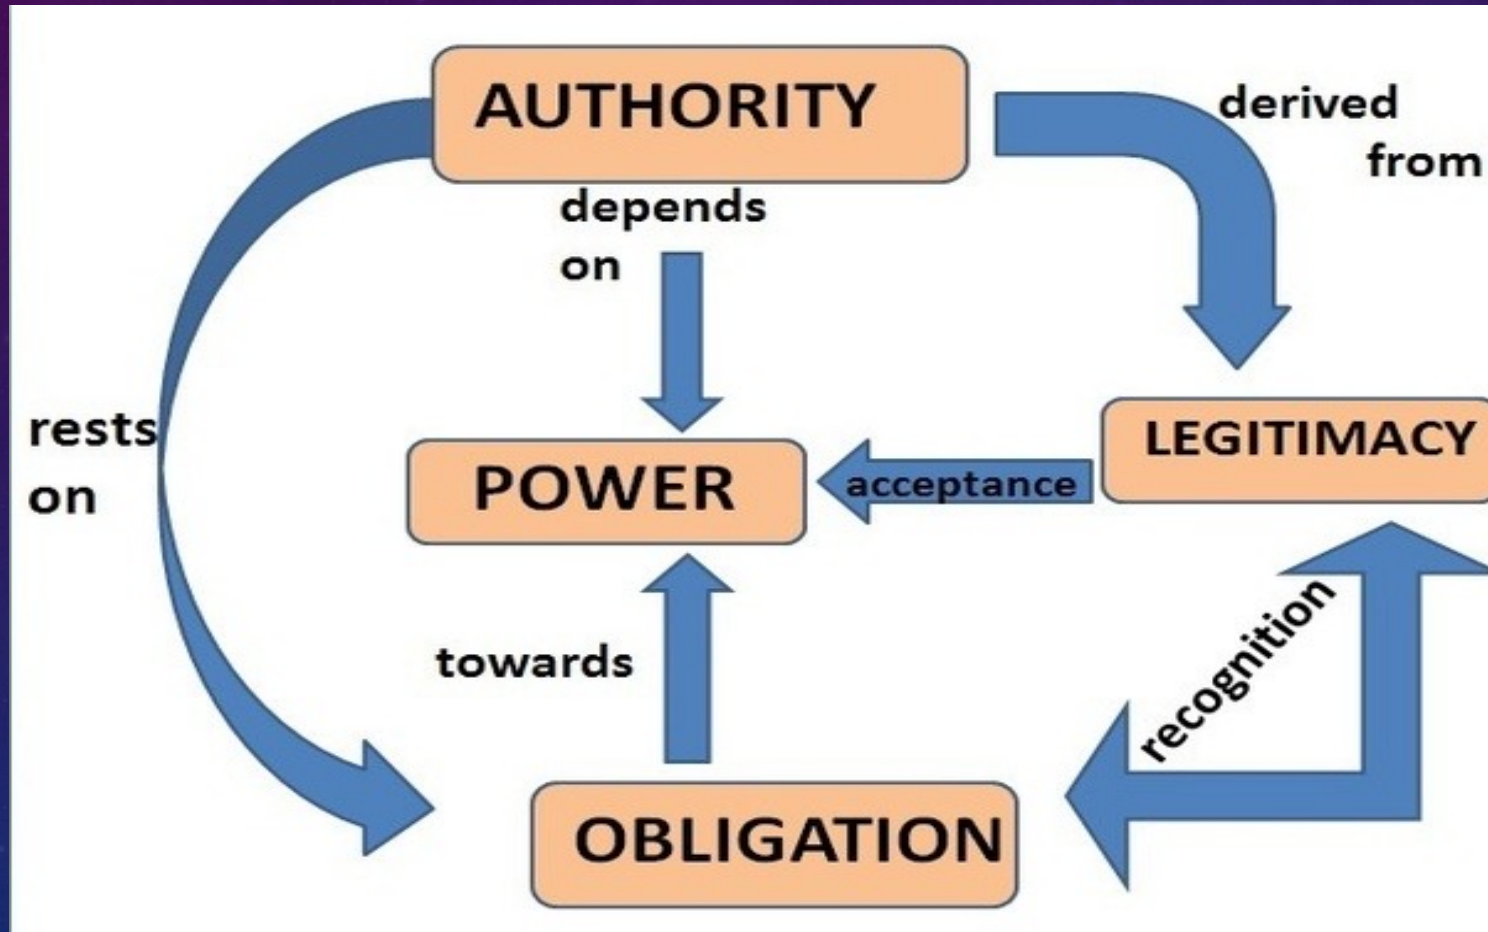 AUTHORITY
derived
from
depends
on
rests
on
POWER
acceptance
LEGITIMACY
towards
recognition
OBLIGATION